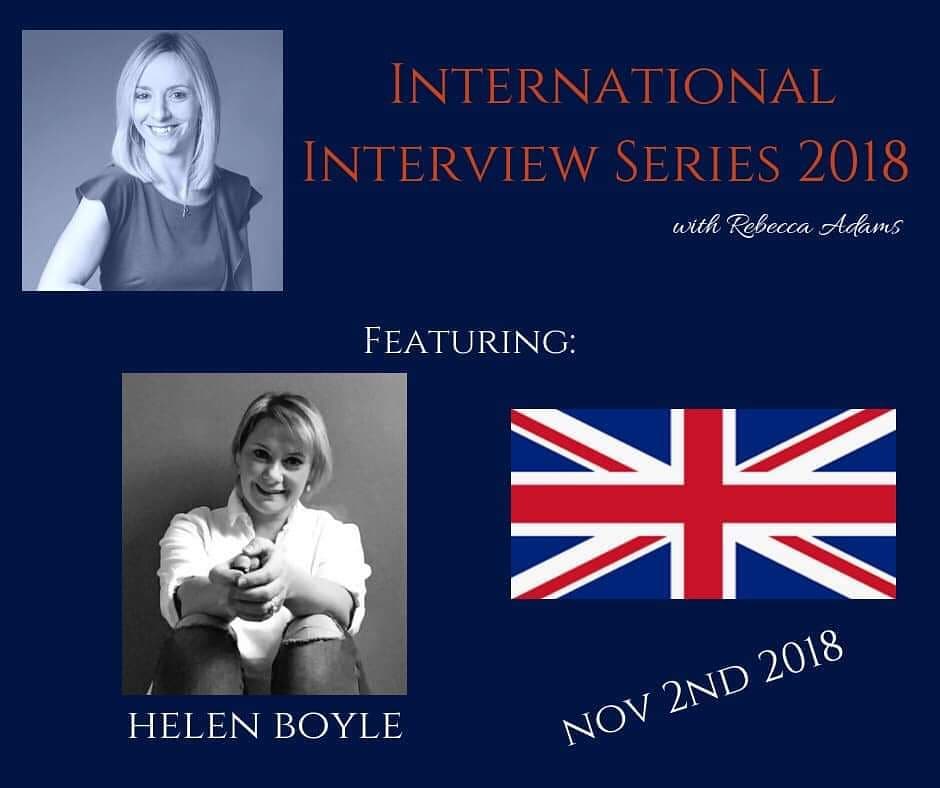 International
Interview Series 2018
with Rebecca Adams
Featuring:
HELEN BOYLE
NOV 2ND 2018